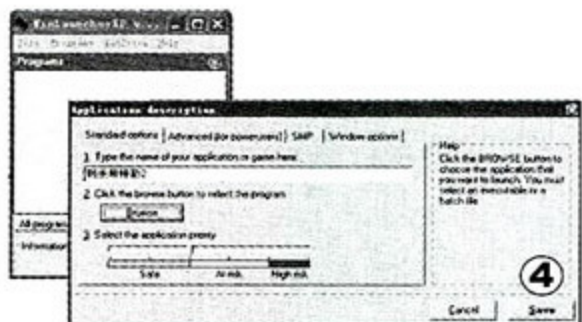 WinLauncherXP
Programs
Application description
Standard options
Advanced (for powerusers)
SMP
Window options
1. Type the name of your application or game here:
2. Click the browse button to select the program
Browse
3. Select the application priority
Safe
At risk
High risk
Help
Click the BROWSE button to
choose the application that
you want to launch. You must
select an executable or a
batch file
4
All program
Information
Cancel
Save